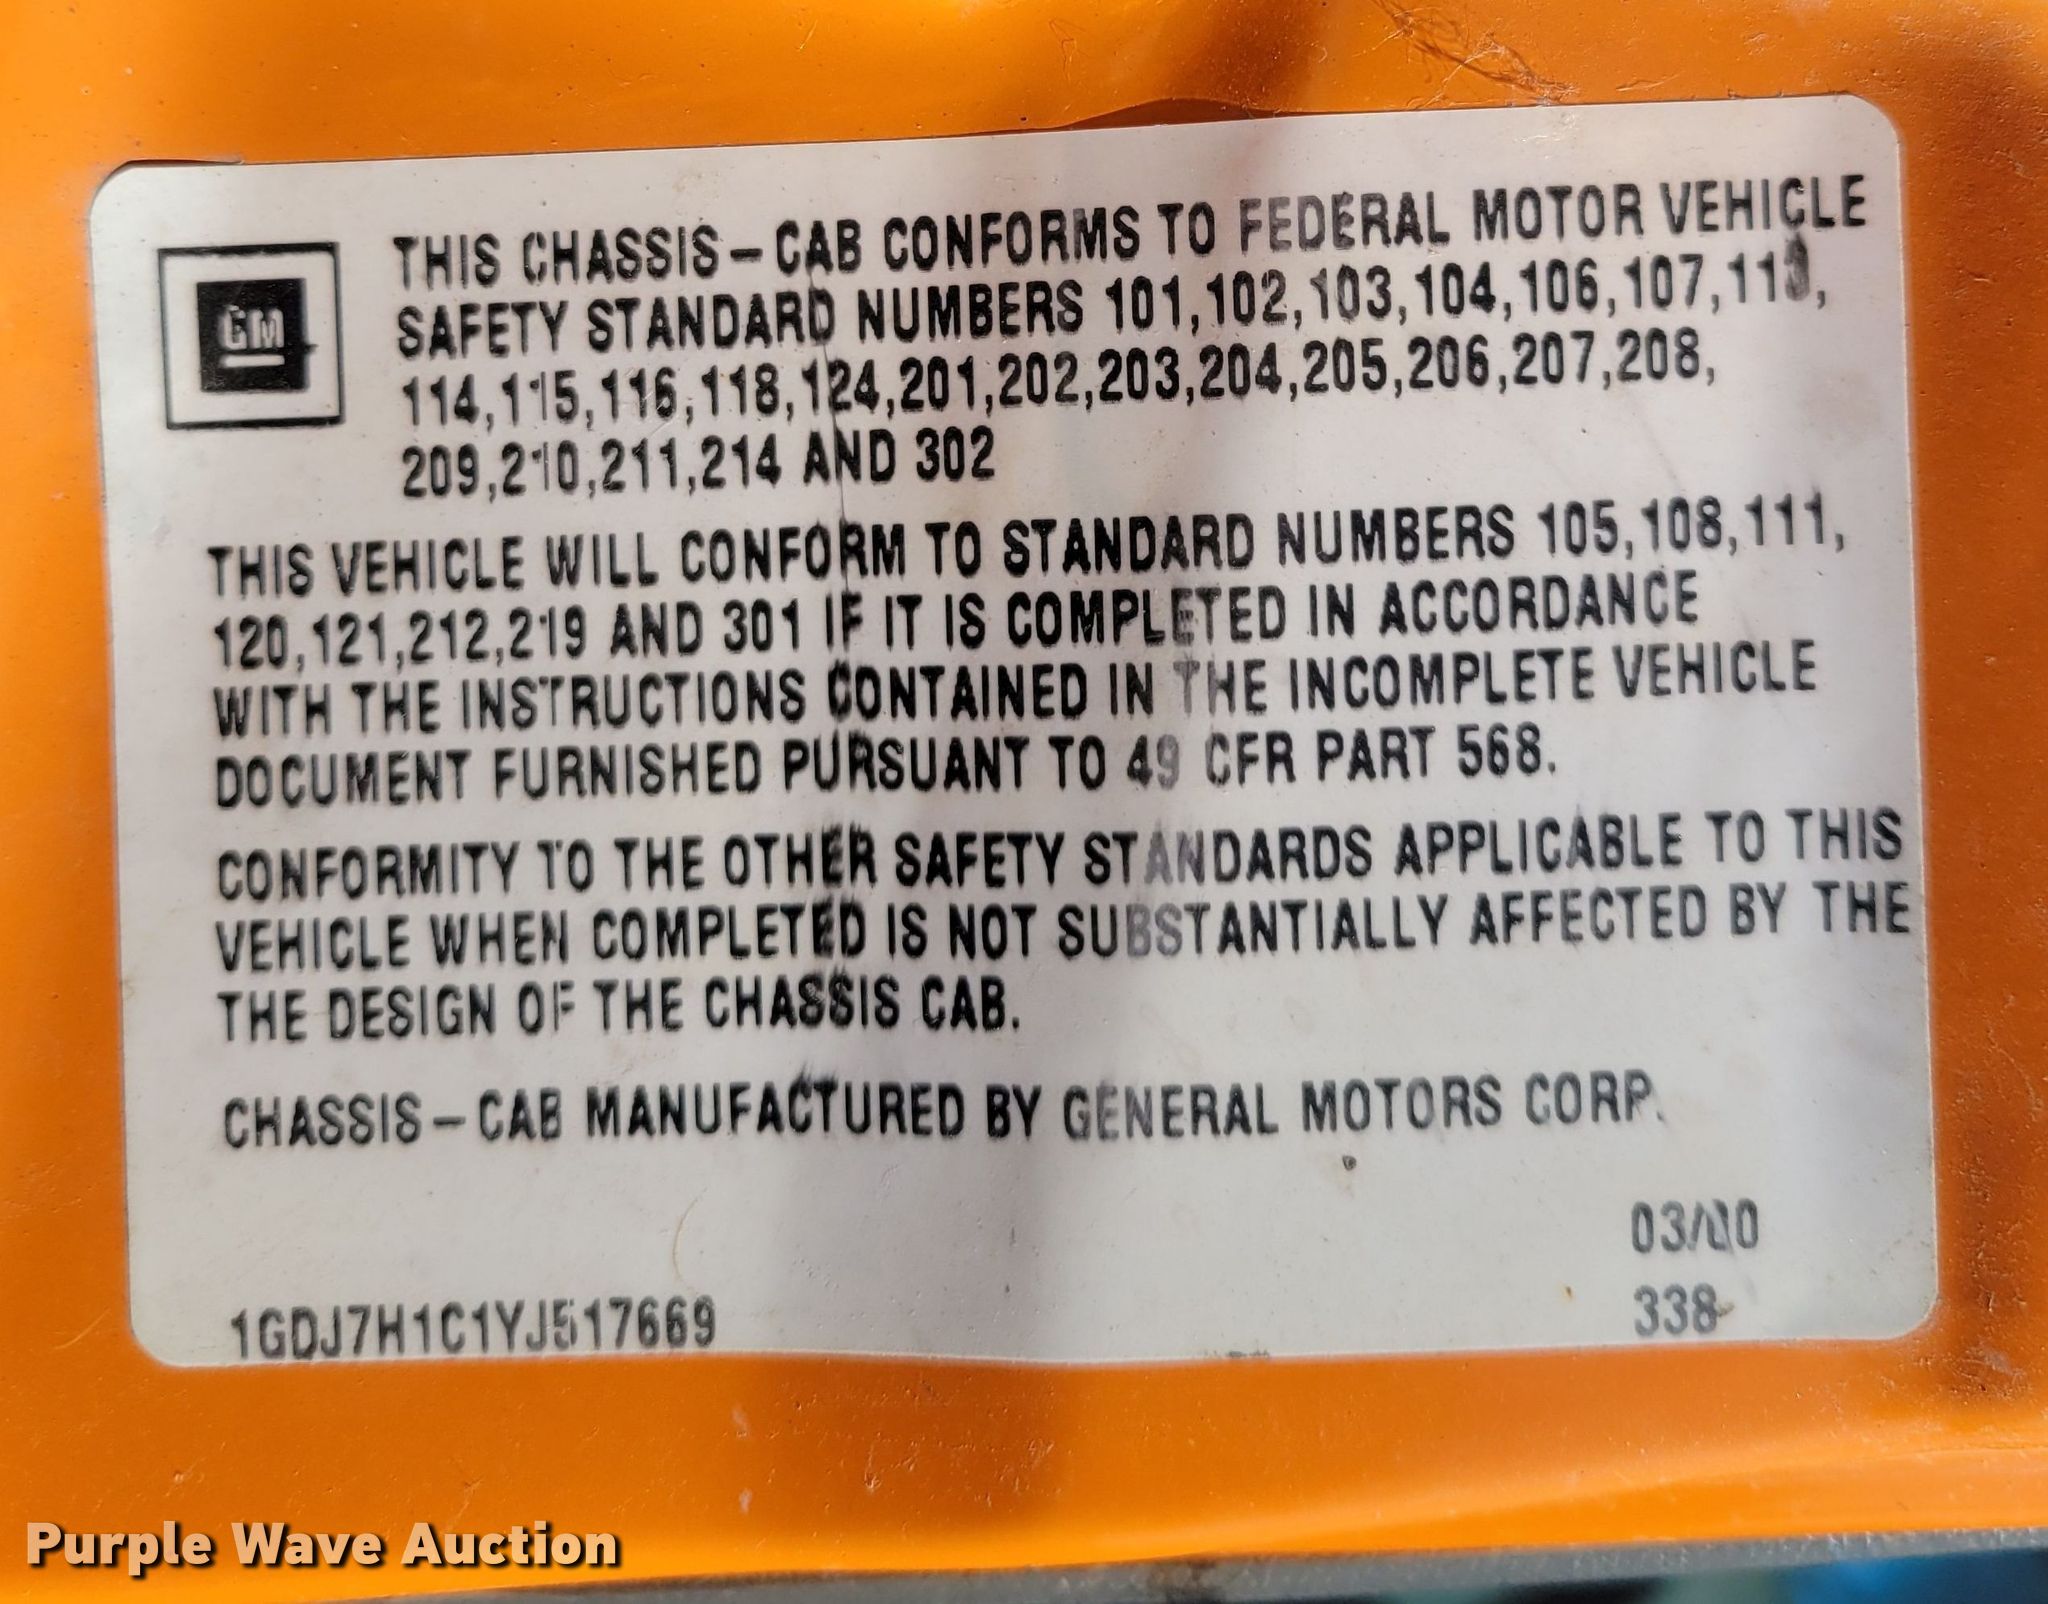 GM
THIS CHASSIS-CAB CONFORMS TO FEDERAL MOTOR VEHICLE
SAFETY STANDARD NUMBERS 101,102,103,104,106,107,113,
114,115,116,118,124,201,202,203,204,205,206,207,208,
209,210,211,214 AND 302
THIS VEHICLE WILL CONFORM TO STANDARD NUMBERS 105,108,111,
120,121,212,219 AND 301 IF IT IS COMPLETED IN ACCORDANCE
WITH THE INSTRUCTIONS CONTAINED IN THE INCOMPLETE VEHICLE
DOCUMENT FURNISHED PURSUANT TO 49 CFR PART 568.
CONFORMITY TO THE OTHER SAFETY STANDARDS APPLICABLE TO THIS
VEHICLE WHEN COMPLETED IS NOT SUBSTANTIALLY AFFECTED BY THE
THE DESIGN OF THE CHASSIS CAB.
CHASSIS-CAB MANUFACTURED BY GENERAL MOTORS CORP.
03/00
338
1GDJ7H1C1YJ517669
Purple Wave Auction